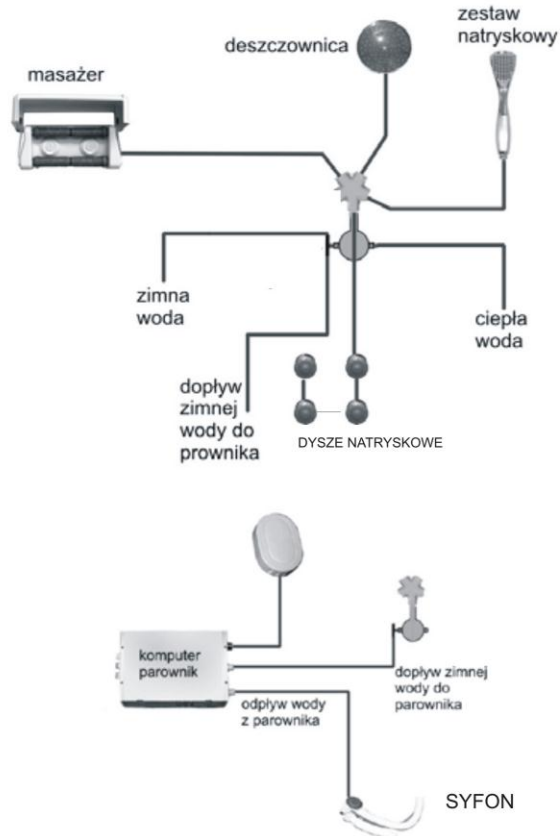 zestaw
natryskowy
deszczownica
masażer
zimna
woda
ciepła
woda
dopływ
zimnej
wody do
prownika
DYSZE NATRYSKOWE
komputer
parownik
dopływ zimnej
wody do
parownika
odpływ wody
z parownika
SYFON